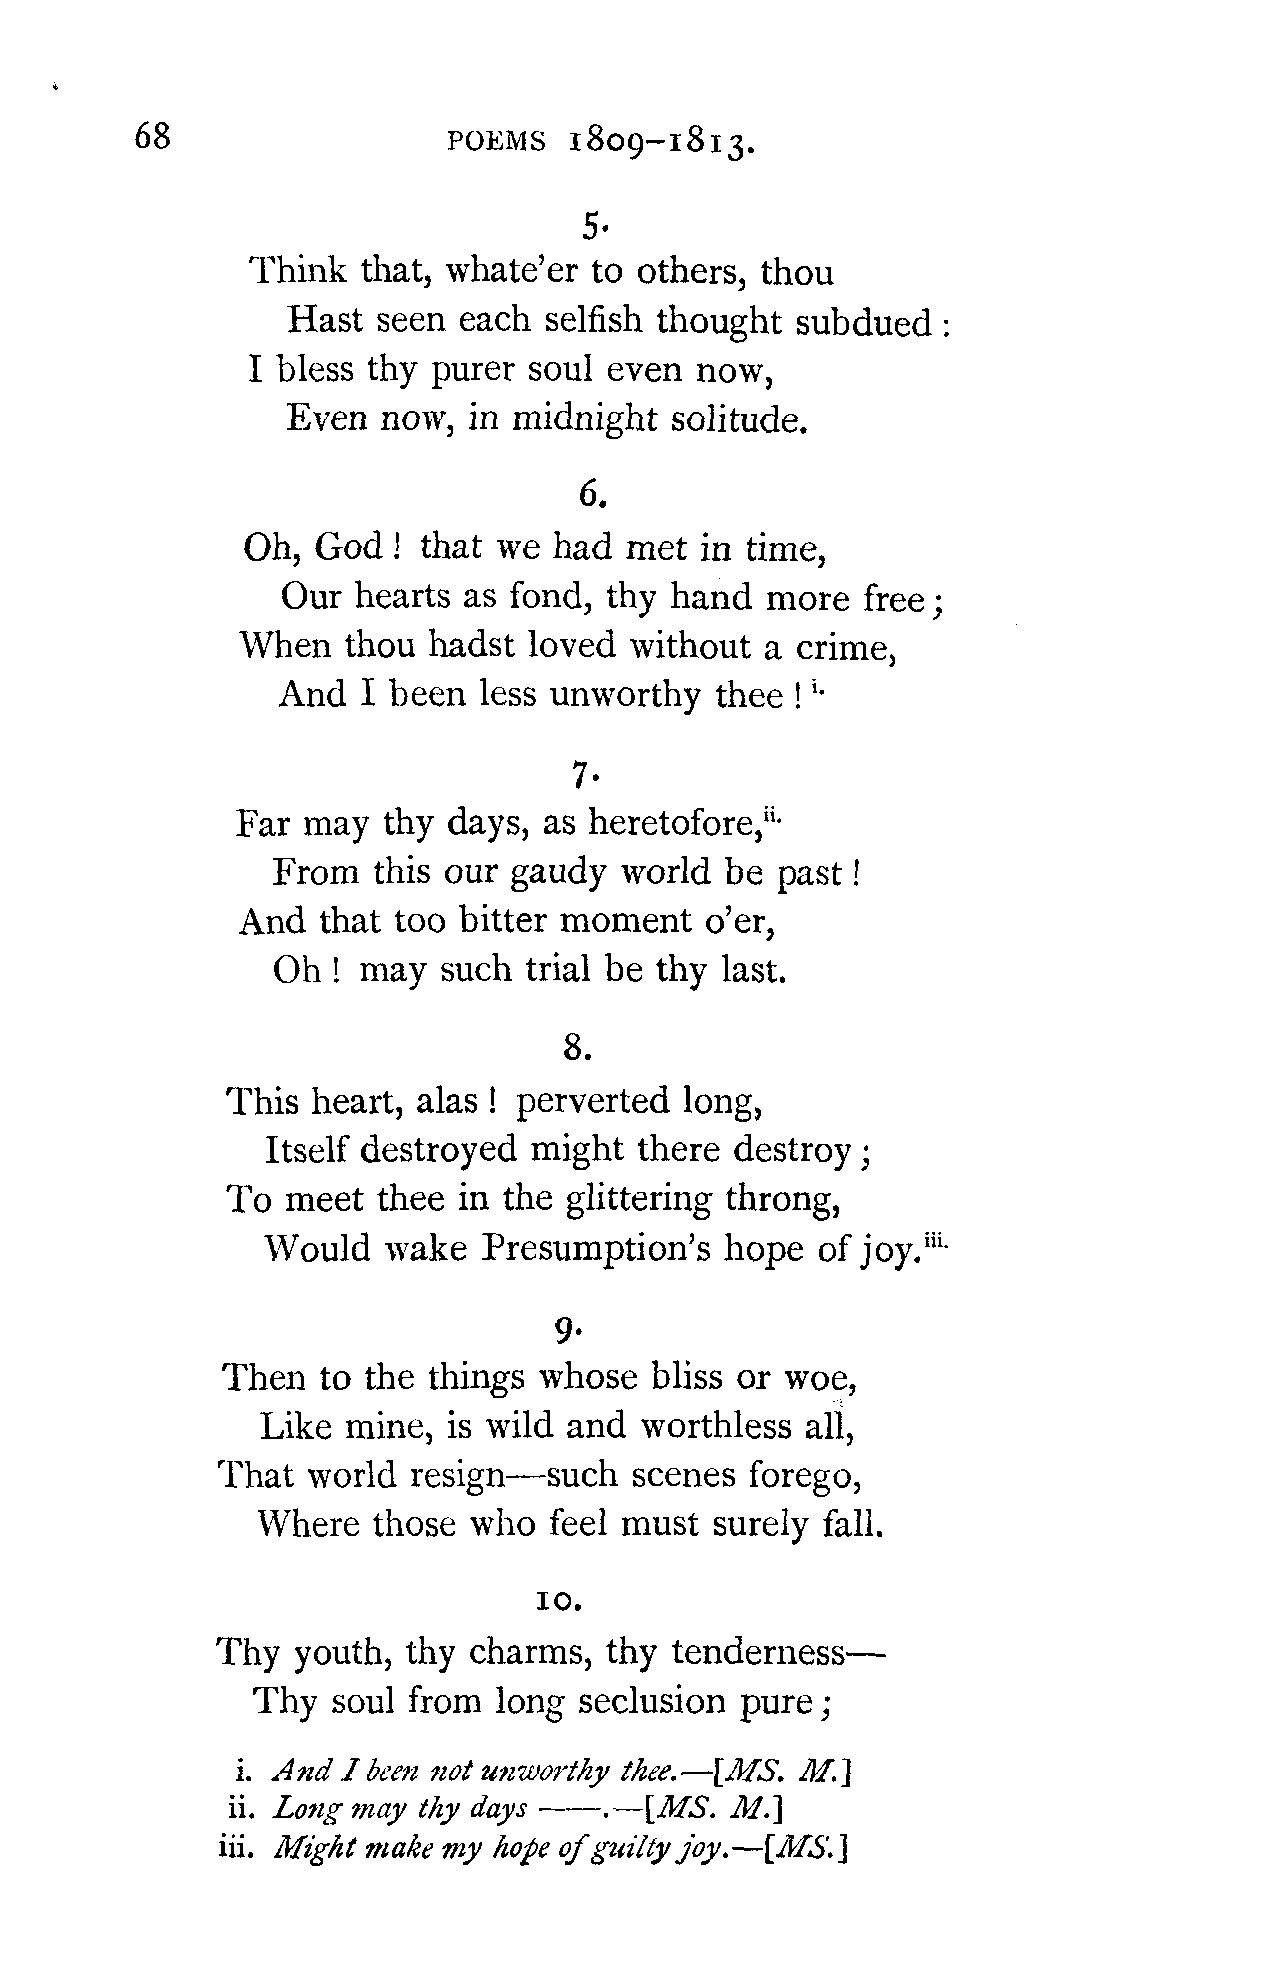 68 POEMS 1809–1813.
5.
Think that, whate'er to others, thou
Hast seen each selfish thought subdued :
I bless thy purer soul even now,
Even now, in midnight solitude.
6.
Oh, God ! that we had met in time,
Our hearts as fond, thy hand more free ;
When thou hadst loved without a crime,
And I been less unworthy thee ! i.
7.
Far may thy days, as heretofore, ii.
From this our gaudy world be past !
And that too bitter moment o'er,
Oh ! may such trial be thy last.
8.
This heart, alas ! perverted long,
Itself destroyed might there destroy ;
To meet thee in the glittering throng,
Would wake Presumption's hope of joy. iii.
9.
Then to the things whose bliss or woe,
Like mine, is wild and worthless all,
That world resign—such scenes forego,
Where those who feel must surely fall.
10.
Thy youth, thy charms, thy tenderness—
Thy soul from long seclusion pure ;
i. And I been not unworthy thee.—[MS. M.]
ii. Long may thy days ——.—[MS. M.]
iii. Might make my hope of guilty joy.—[MS.]